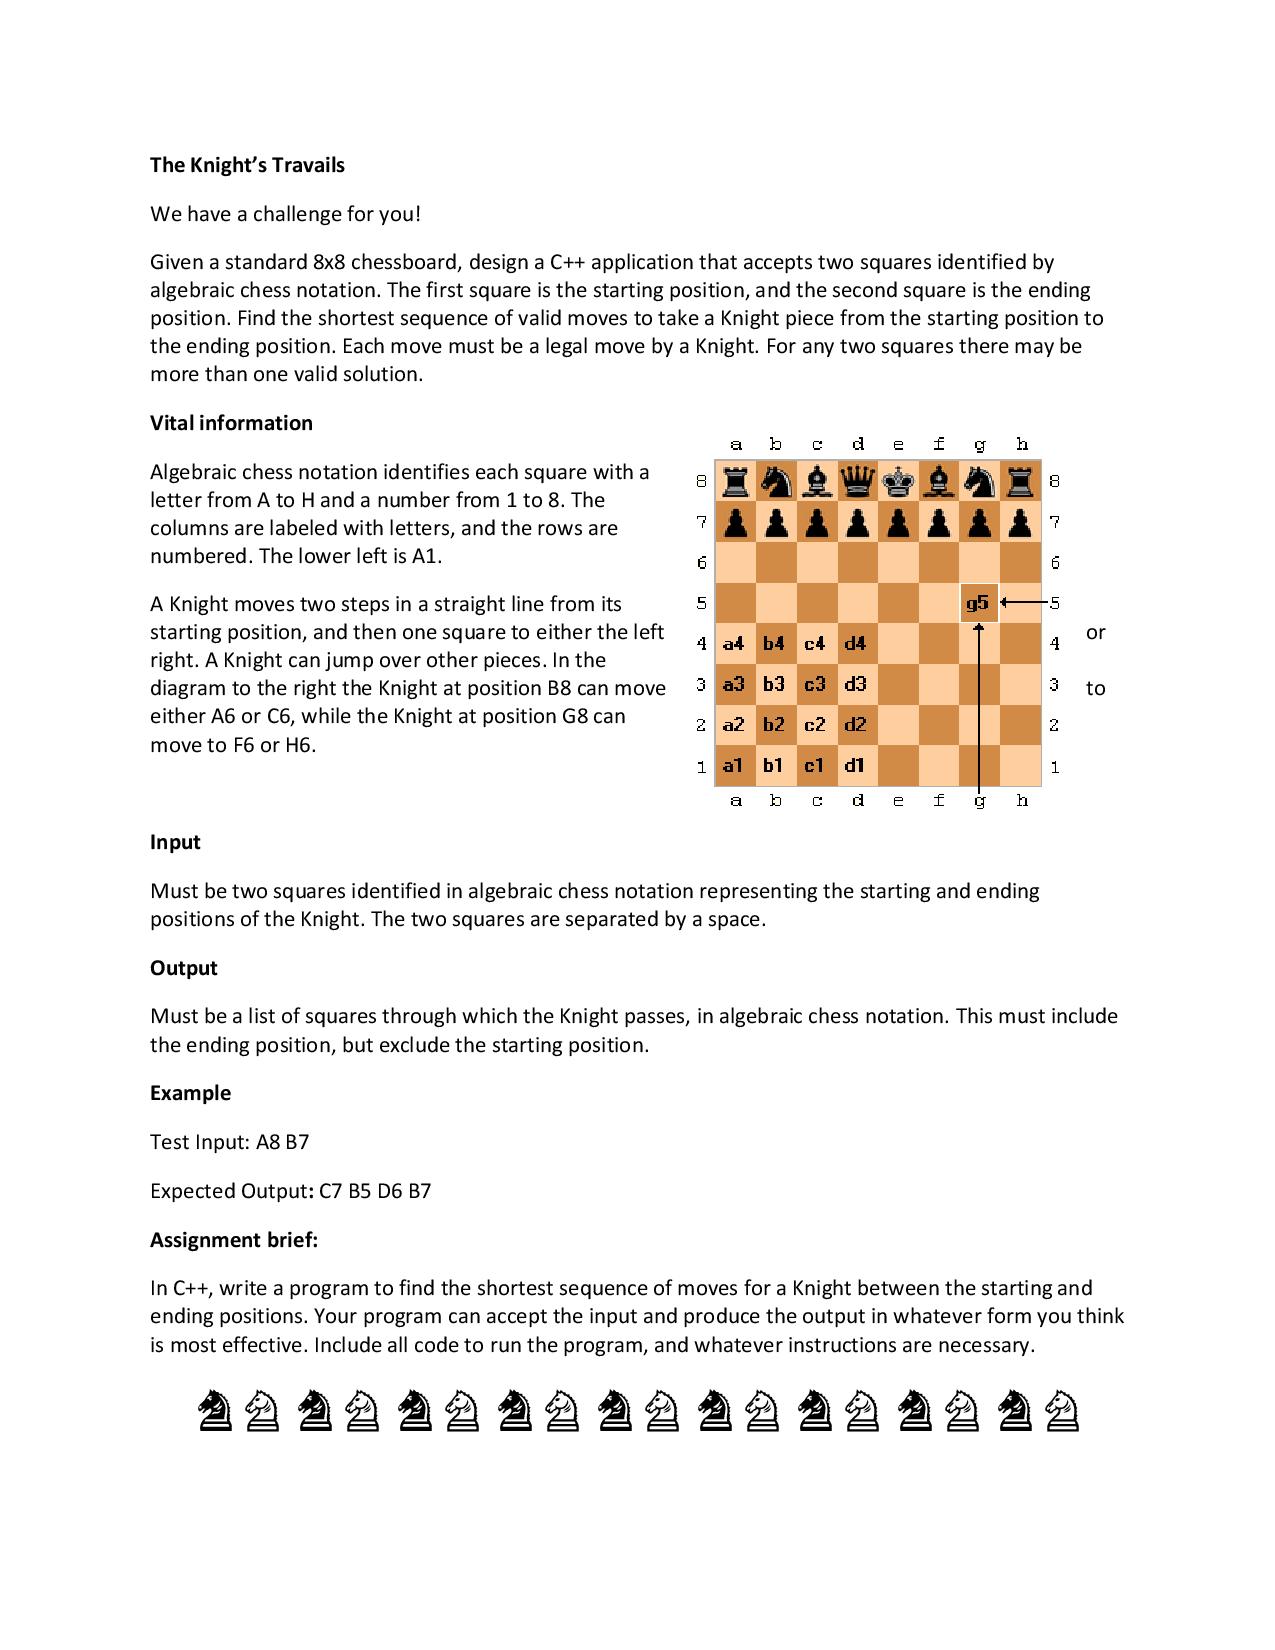 The Knight’s Travails
We have a challenge for you!
Given a standard 8x8 chessboard, design a C++ application that accepts two squares identified by
algebraic chess notation. The first square is the starting position, and the second square is the ending
position. Find the shortest sequence of valid moves to take a Knight piece from the starting position to
the ending position. Each move must be a legal move by a Knight. For any two squares there may be
more than one valid solution.
Vital information
Algebraic chess notation identifies each square with a
letter from A to H and a number from 1 to 8. The
columns are labeled with letters, and the rows are
numbered. The lower left is A1.
A Knight moves two steps in a straight line from its
starting position, and then one square to either the left or
right. A Knight can jump over other pieces. In the
diagram to the right the Knight at position B8 can move to
either A6 or C6, while the Knight at position G8 can
move to F6 or H6.
a b c d e f g h
8 8
7 7
6 6
5 g5 5
4 a4 b4 c4 d4 4
3 a3 b3 c3 d3 3
2 a2 b2 c2 d2 2
1 a1 b1 c1 d1 1
a b c d e f g h
Input
Must be two squares identified in algebraic chess notation representing the starting and ending
positions of the Knight. The two squares are separated by a space.
Output
Must be a list of squares through which the Knight passes, in algebraic chess notation. This must include
the ending position, but exclude the starting position.
Example
Test Input: A8 B7
Expected Output: C7 B5 D6 B7
Assignment brief:
In C++, write a program to find the shortest sequence of moves for a Knight between the starting and
ending positions. Your program can accept the input and produce the output in whatever form you think
is most effective. Include all code to run the program, and whatever instructions are necessary.